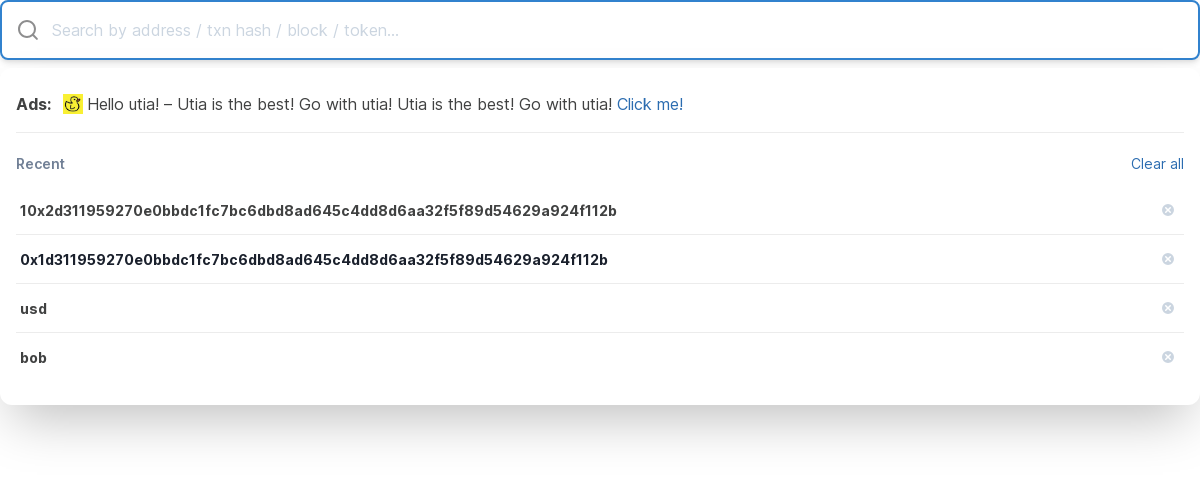 Search by address / txn hash / block / token...
Ads: Hello utia! – Utia is the best! Go with utia! Utia is the best! Go with utia! Click me!
Recent Clear all
10x2d311959270e0bbdc1fc7bc6dbd8ad645c4dd8d6aa32f5f89d54629a924f112b
0x1d311959270e0bbdc1fc7bc6dbd8ad645c4dd8d6aa32f5f89d54629a924f112b
usd
bob